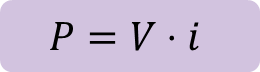 P = V · i